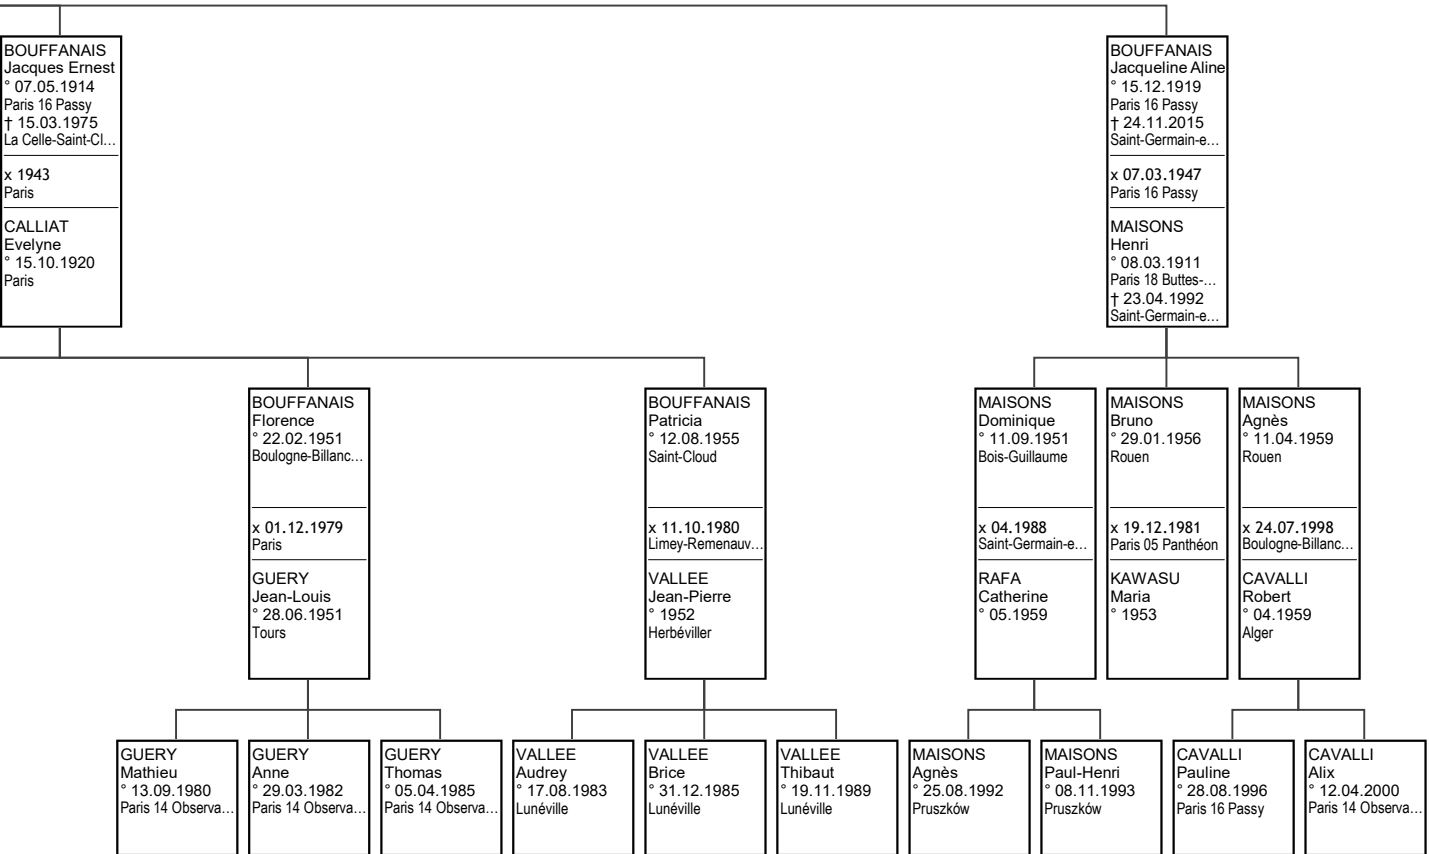 BOUFFANAIS
Jacques Ernest
° 07.05.1914
Paris 16 Passy
† 15.03.1975
La Celle-Saint-Cl...
x 1943
Paris
CALLIAT
Evelyne
° 15.10.1920
Paris
BOUFFANAIS
Jacqueline Aline
° 15.12.1919
Paris 16 Passy
† 24.11.2015
Saint-Germain-e...
x 07.03.1947
Paris 16 Passy
MAISONS
Henri
° 08.03.1911
Paris 18 Buttes-...
† 23.04.1992
Saint-Germain-e...
BOUFFANAIS
Florence
° 22.02.1951
Boulogne-Billanc...
x 01.12.1979
Paris
GUERY
Jean-Louis
° 28.06.1951
Tours
BOUFFANAIS
Patricia
° 12.08.1955
Saint-Cloud
x 11.10.1980
Limey-Remenauv...
VALLEE
Jean-Pierre
° 1952
Herbéviller
MAISONS
Dominique
° 11.09.1951
Bois-Guillaume
x 04.1988
Saint-Germain-e...
RAFA
Catherine
° 05.1959
MAISONS
Bruno
° 29.01.1956
Rouen
x 19.12.1981
Paris 05 Panthéon
KAWASU
Maria
° 1953
MAISONS
Agnès
° 11.04.1959
Rouen
x 24.07.1998
Boulogne-Billanc...
CAVALLI
Robert
° 04.1959
Alger
GUERY
Mathieu
° 13.09.1980
Paris 14 Observa...
GUERY
Anne
° 29.03.1982
Paris 14 Observa...
GUERY
Thomas
° 05.04.1985
Paris 14 Observa...
VALLEE
Audrey
° 17.08.1983
Lunéville
VALLEE
Brice
° 31.12.1985
Lunéville
VALLEE
Thibaut
° 19.11.1989
Lunéville
MAISONS
Agnès
° 25.08.1992
Pruszków
MAISONS
Paul-Henri
° 08.11.1993
Pruszków
CAVALLI
Pauline
° 28.08.1996
Paris 16 Passy
CAVALLI
Alix
° 12.04.2000
Paris 14 Observa...